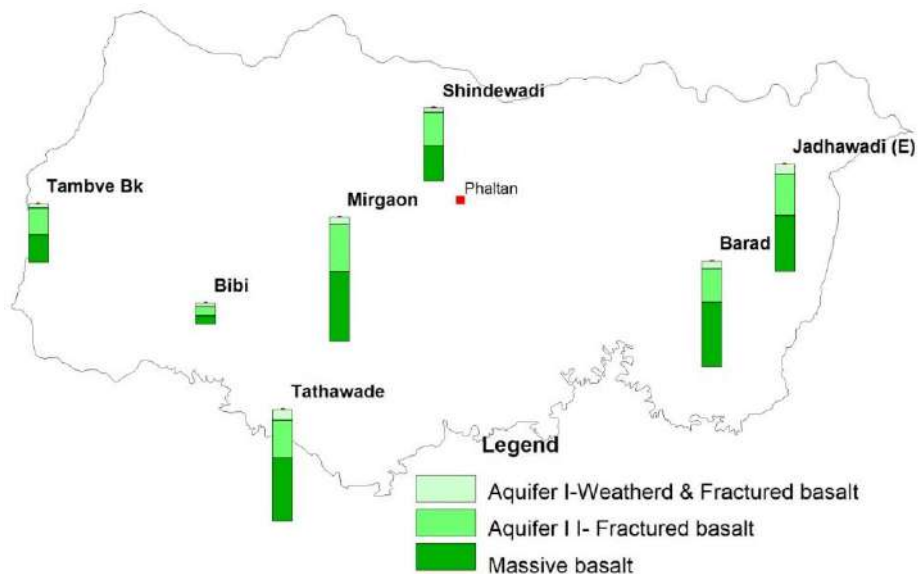 Shindewadi
Jadhawadi (E)
Tambve Bk
Mirgaon
Phaltan
Barad
Bibi
Tathawade
Legend
Aquifer I-Weatherd & Fractured basalt
Aquifer I I- Fractured basalt
Massive basalt